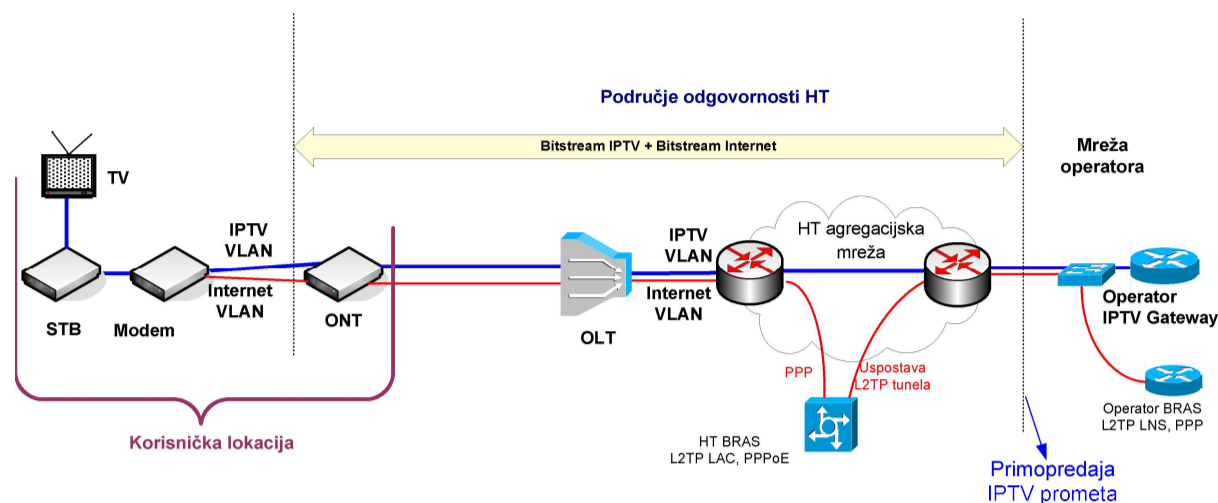 Područje odgovornosti HT
Bitstream IPTV + Bitstream Internet
Mreža
operatora
TV
IPTV
VLAN
Internet
VLAN
STB
Modem
ONT
OLT
IPTV
VLAN
Internet
VLAN
HT agregacijska
mreža
PPP
Uspostava
L2TP tunela
HT BRAS
L2TP LAC, PPPoE
Operator
IPTV Gateway
Operator BRAS
L2TP LNS, PPP
Korisnička lokacija
Primopredaja
IPTV prometa